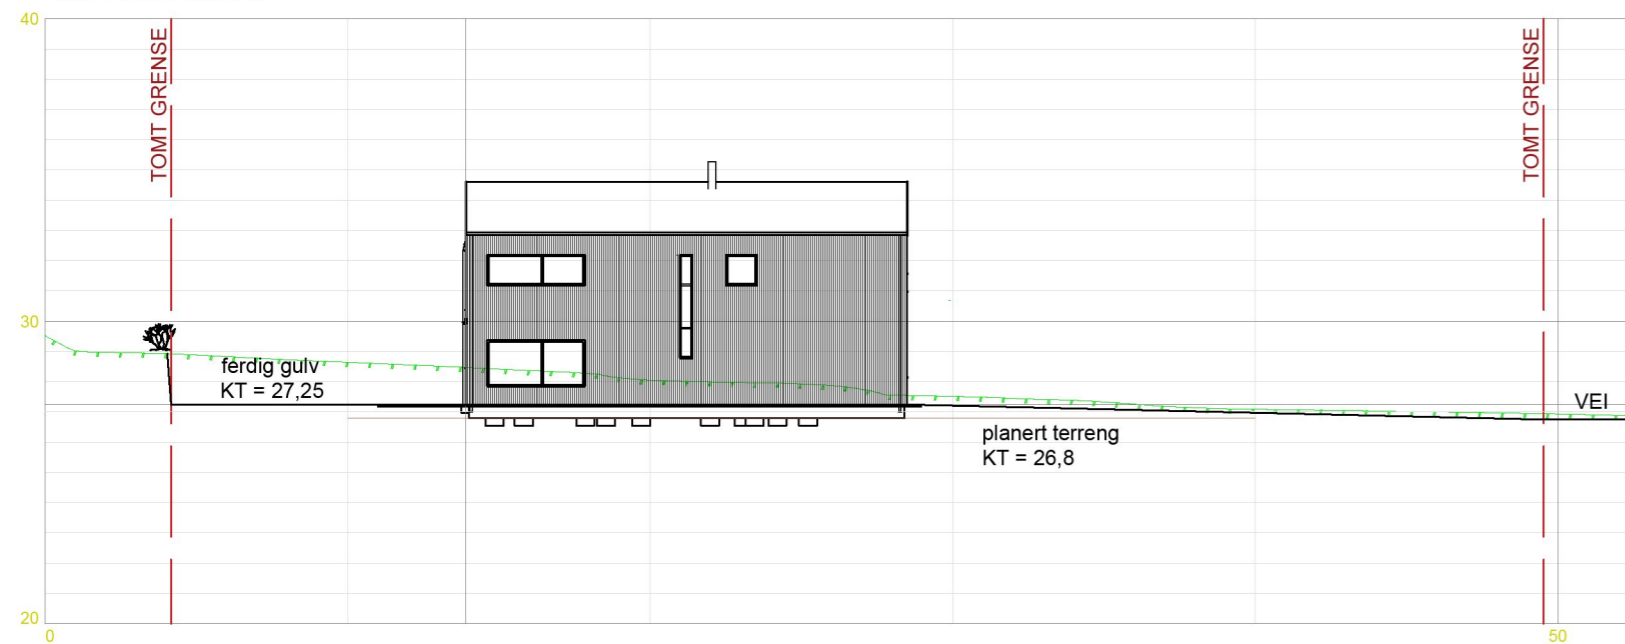 40
TOMT GRENSE
TOMT GRENSE
30
ferdig gulv
KT = 27,25
VEI
planert terreng
KT = 26,8
20
0
50